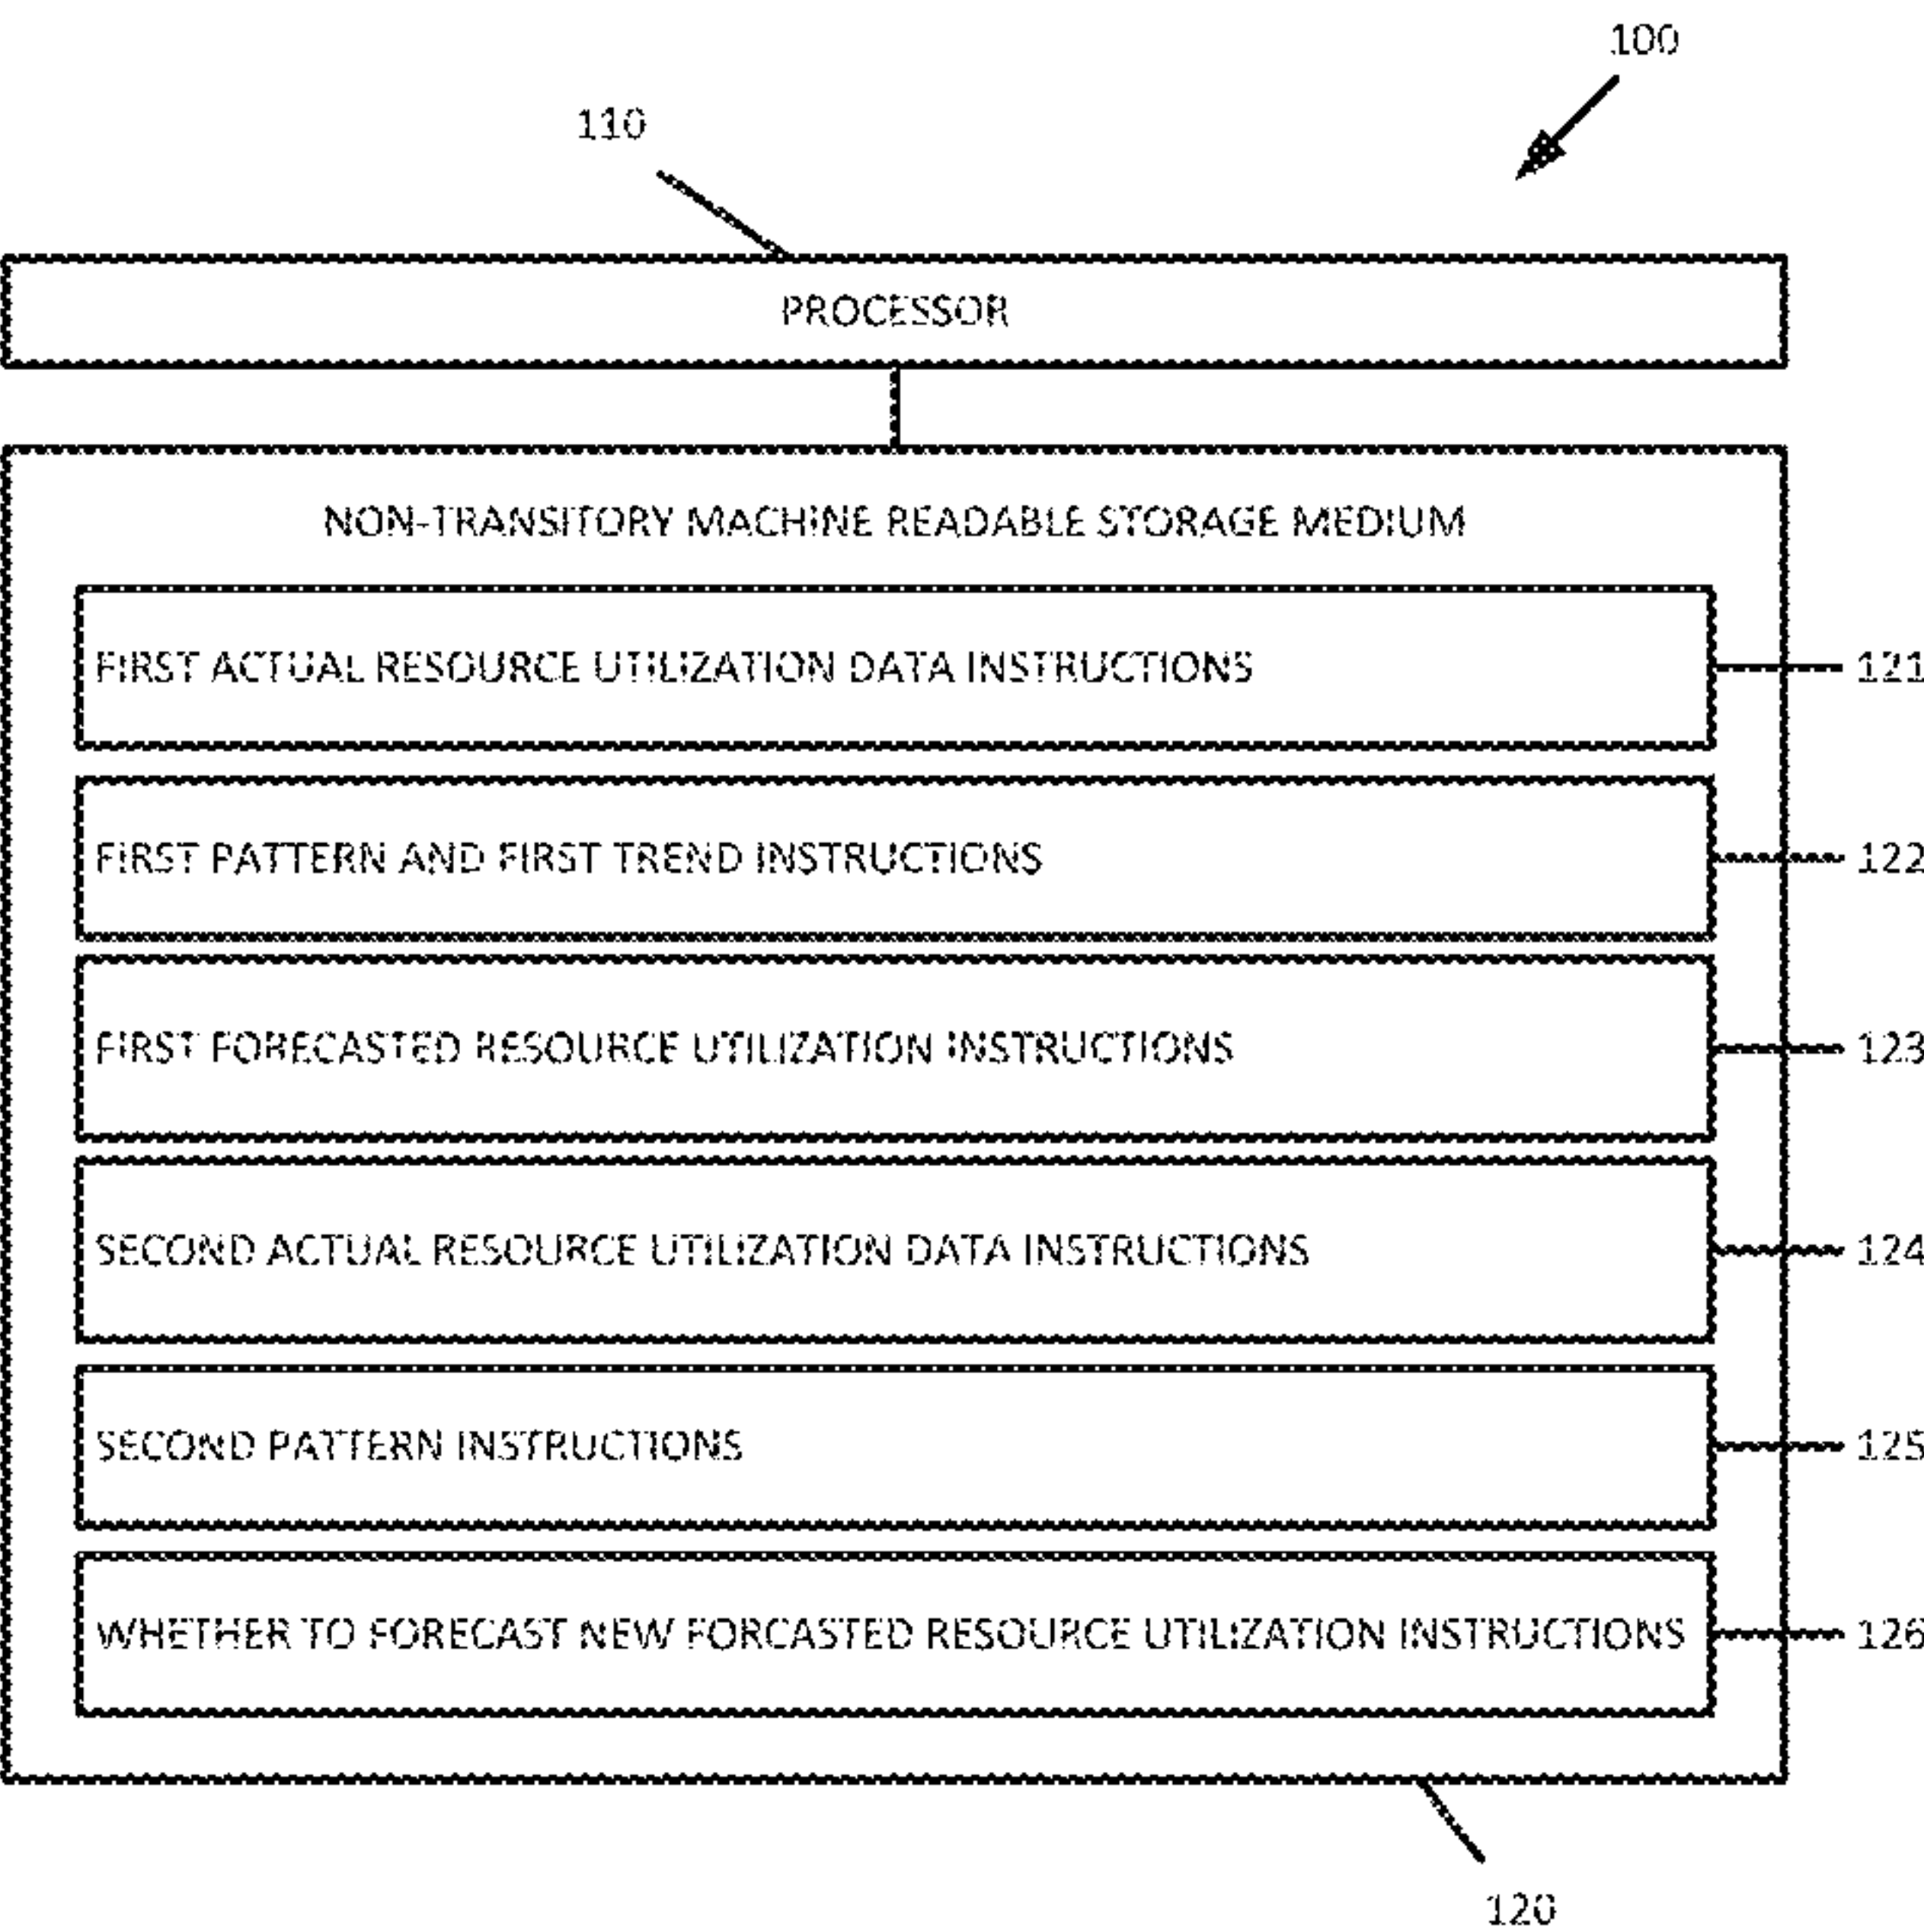 100
110
PROCESSOR
NON-TRANSITORY MACHINE READABLE STORAGE MEDIUM
FIRST ACTUAL RESOURCE UTILIZATION DATA INSTRUCTIONS
121
FIRST PATTERN AND FIRST TREND INSTRUCTIONS
122
FIRST FORECASTED RESOURCE UTILIZATION INSTRUCTIONS
123
SECOND ACTUAL RESOURCE UTILIZATION DATA INSTRUCTIONS
124
SECOND PATTERN INSTRUCTIONS
125
WHETHER TO FORECAST NEW FORCASTED RESOURCE UTILIZATION INSTRUCTIONS
126
120